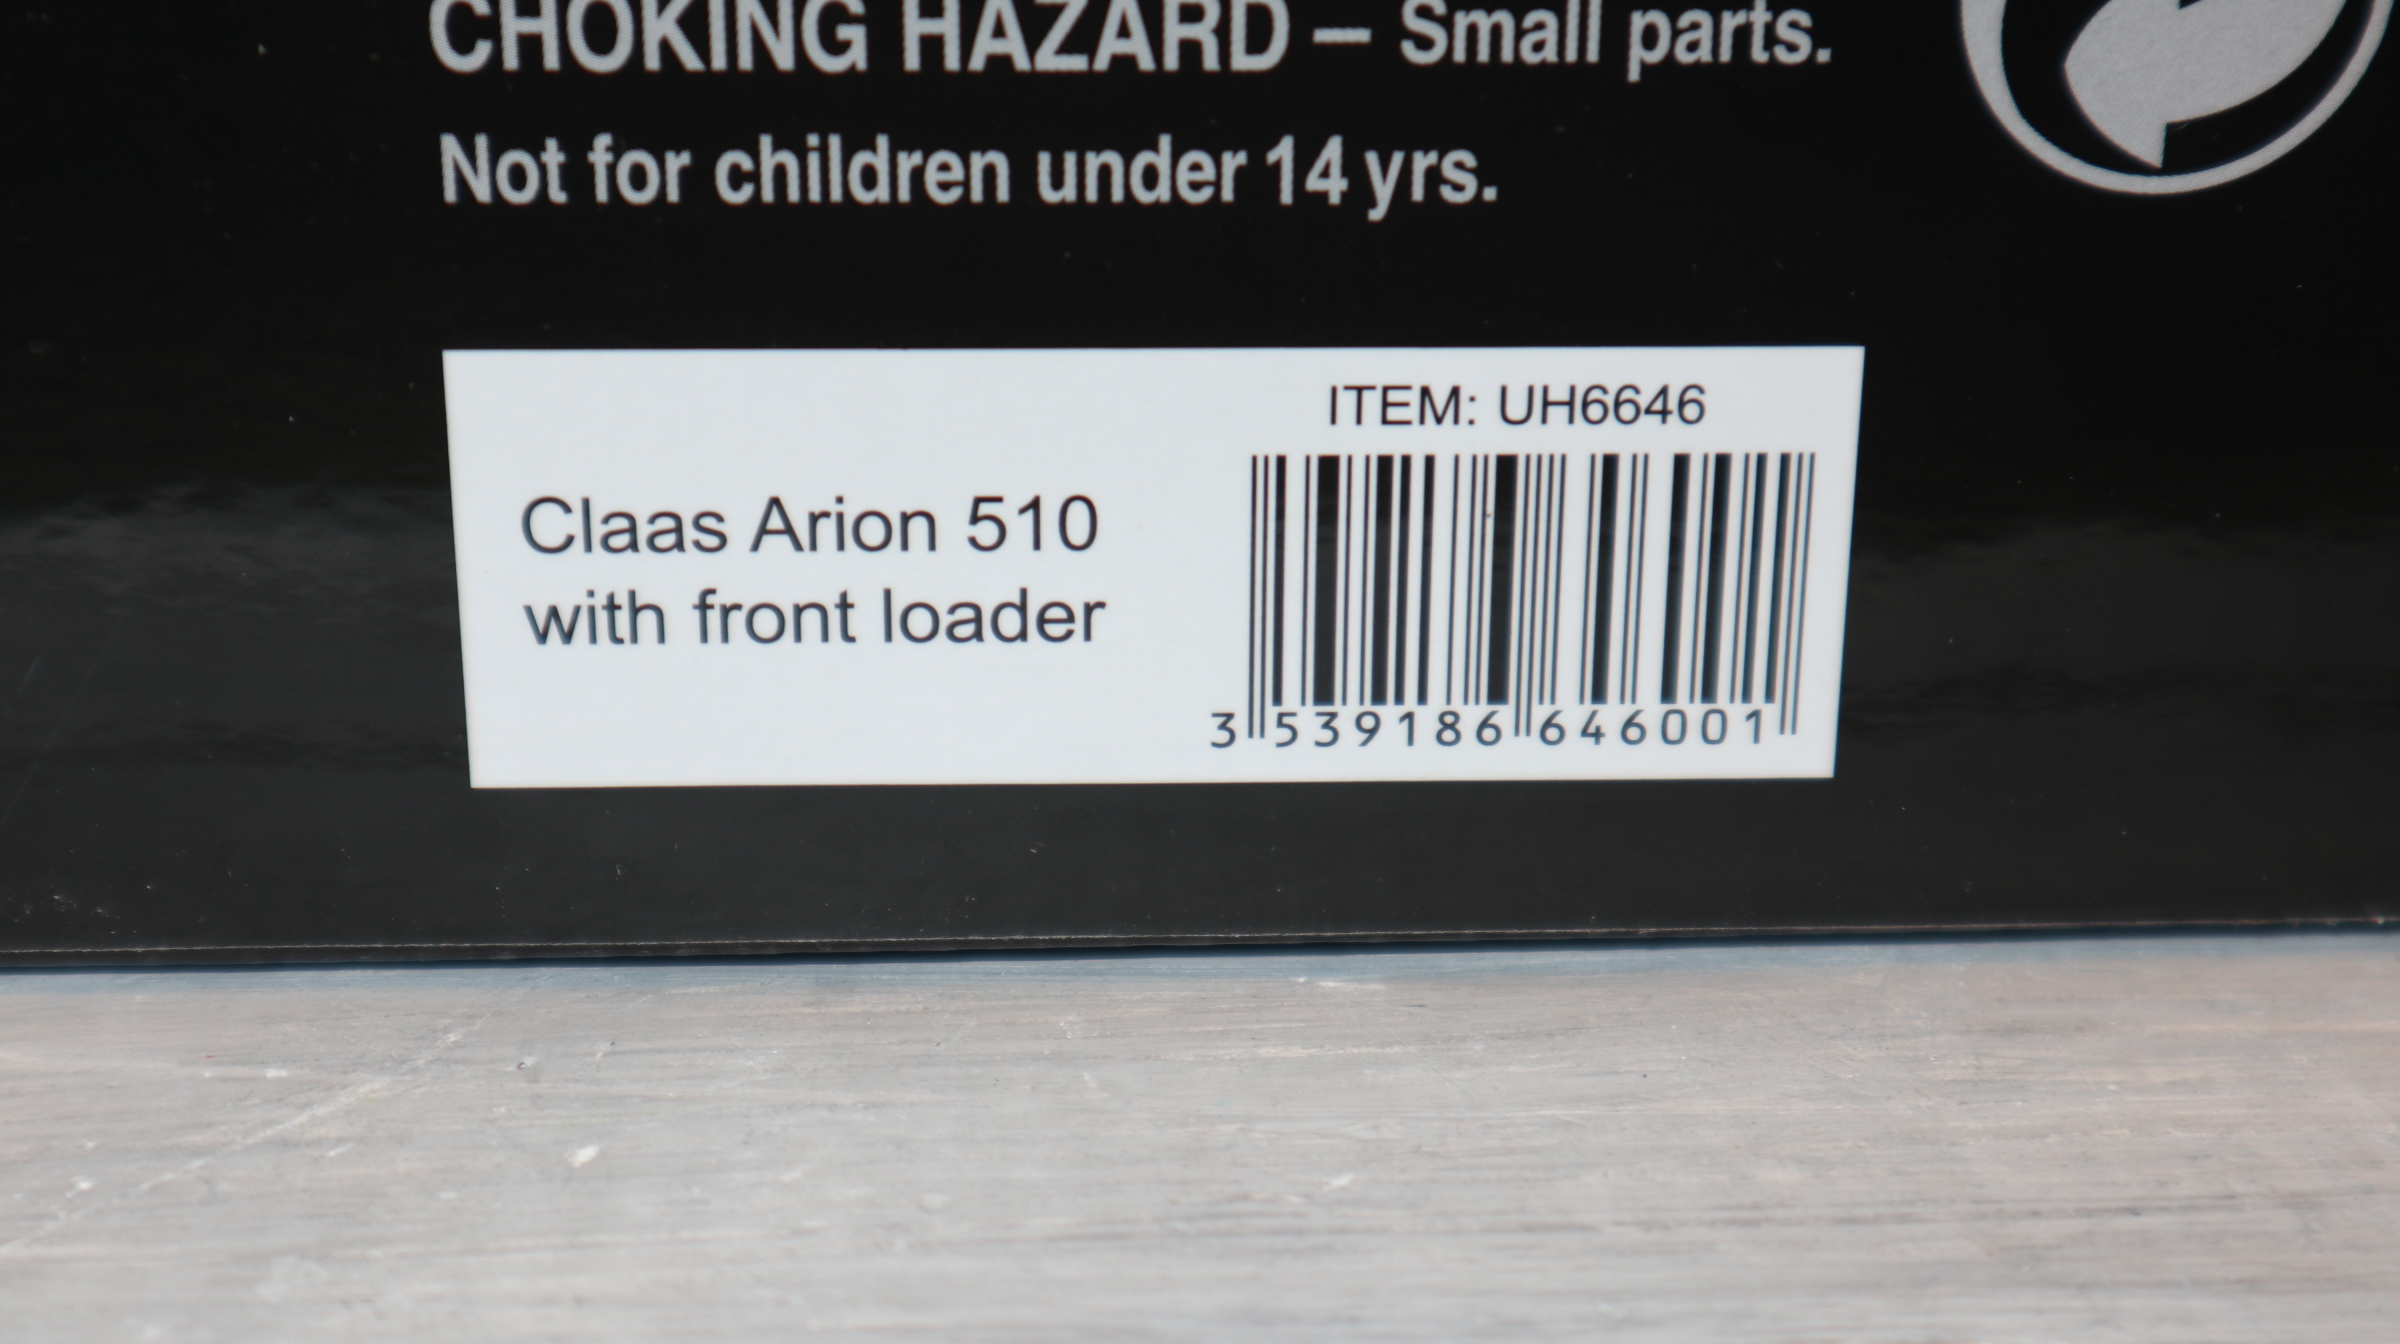 CHOKING HAZARD – Small parts.
Not for children under 14 yrs.
ITEM: UH6646
Claas Arion 510
with front loader
3 539186 646001